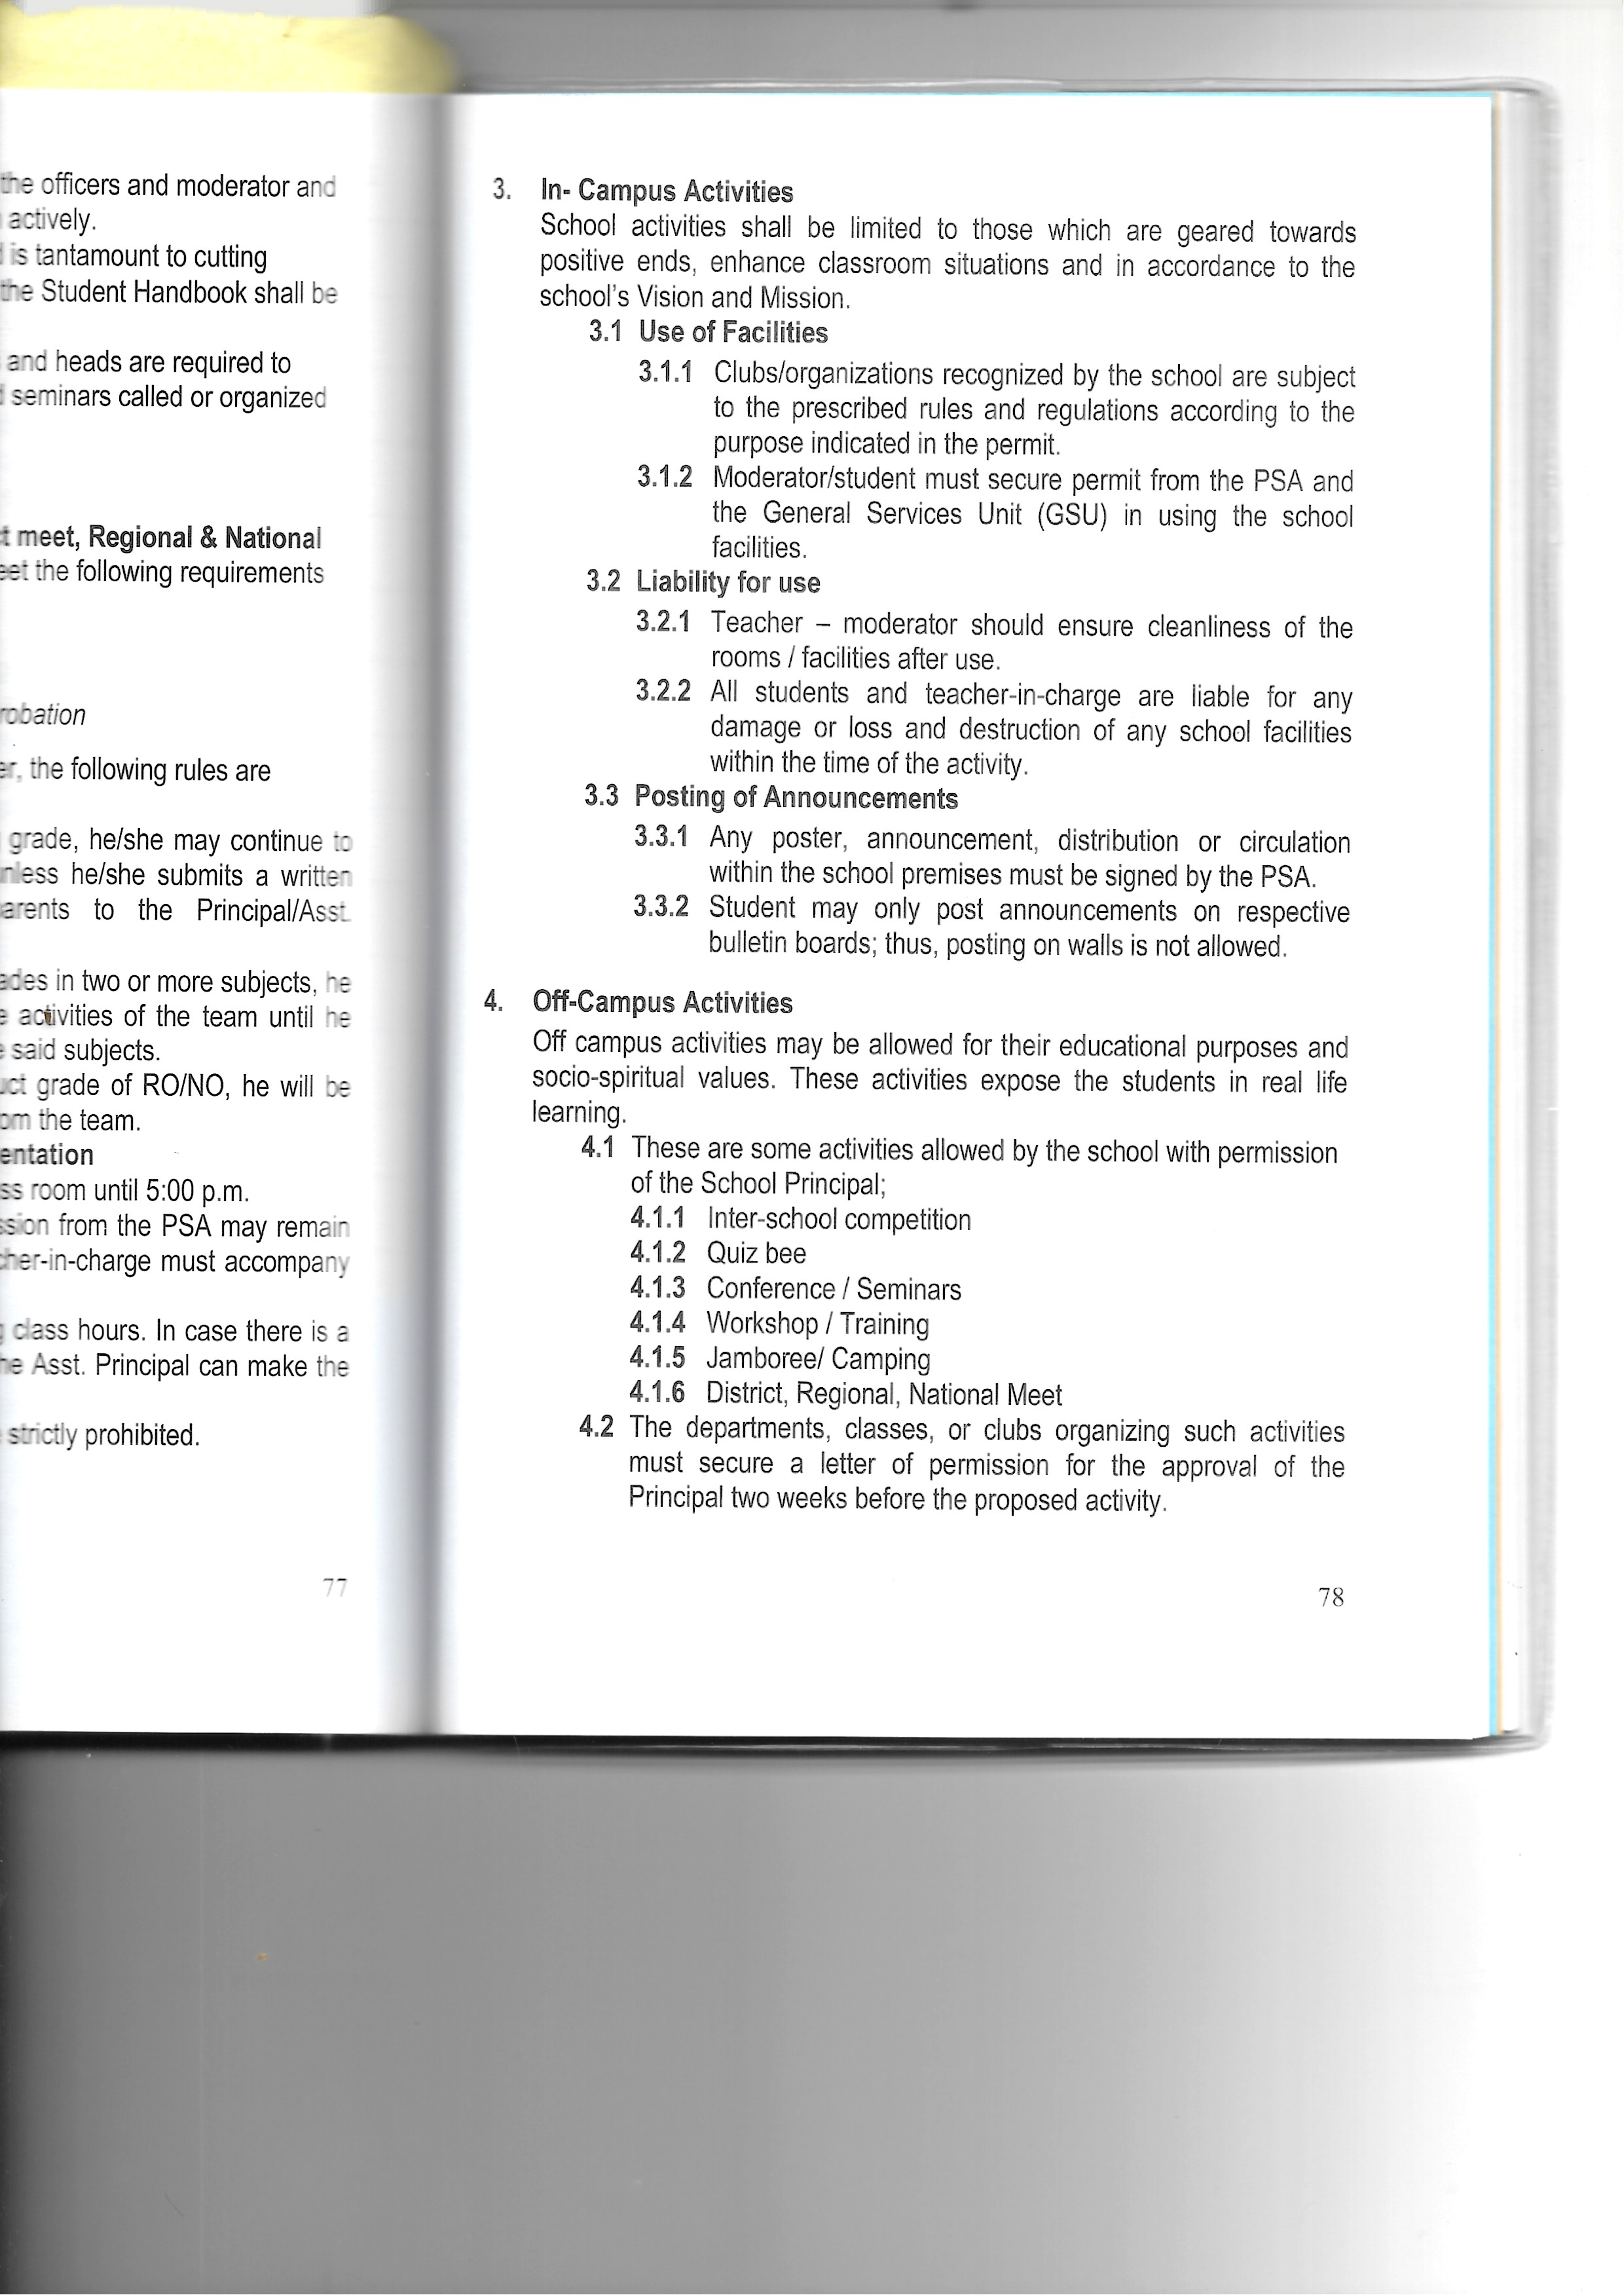 the officers and moderator and
actively.
is tantamount to cutting
the Student Handbook shall be
and heads are required to
seminars called or organized
meet, Regional & National
the following requirements
the following rules are
grade, he/she may continue to
he/she submits a written
to the Principal/Asst.
in two or more subjects, he
activities of the team until he
said subjects.
grade of RO/NO, he will be
the team.
room until 5:00 p.m.
from the PSA may remain
must accompany
class hours. In case there is a
Asst. Principal can make the
strictly prohibited.
77
3. In- Campus Activities
School activities shall be limited to those which are geared towards
positive ends, enhance classroom situations and in accordance to the
school's Vision and Mission.
3.1 Use of Facilities
3.1.1 Clubs/organizations recognized by the school are subject
to the prescribed rules and regulations according to the
purpose indicated in the permit.
3.1.2 Moderator/student must secure permit from the PSA and
the General Services Unit (GSU) in using the school
facilities.
3.2 Liability for use
3.2.1 Teacher – moderator should ensure cleanliness of the
rooms / facilities after use.
3.2.2 All students and teacher-in-charge are liable for any
damage or loss and destruction of any school facilities
within the time of the activity.
3.3 Posting of Announcements
3.3.1 Any poster, announcement, distribution or circulation
within the school premises must be signed by the PSA.
3.3.2 Student may only post announcements on respective
bulletin boards; thus, posting on walls is not allowed.
4. Off-Campus Activities
Off campus activities may be allowed for their educational purposes and
socio-spiritual values. These activities expose the students in real life
learning.
4.1 These are some activities allowed by the school with permission
of the School Principal;
4.1.1 Inter-school competition
4.1.2 Quiz bee
4.1.3 Conference / Seminars
4.1.4 Workshop / Training
4.1.5 Jamboree/ Camping
4.1.6 District, Regional, National Meet
4.2 The departments, classes, or clubs organizing such activities
must secure a letter of permission for the approval of the
Principal two weeks before the proposed activity.
78